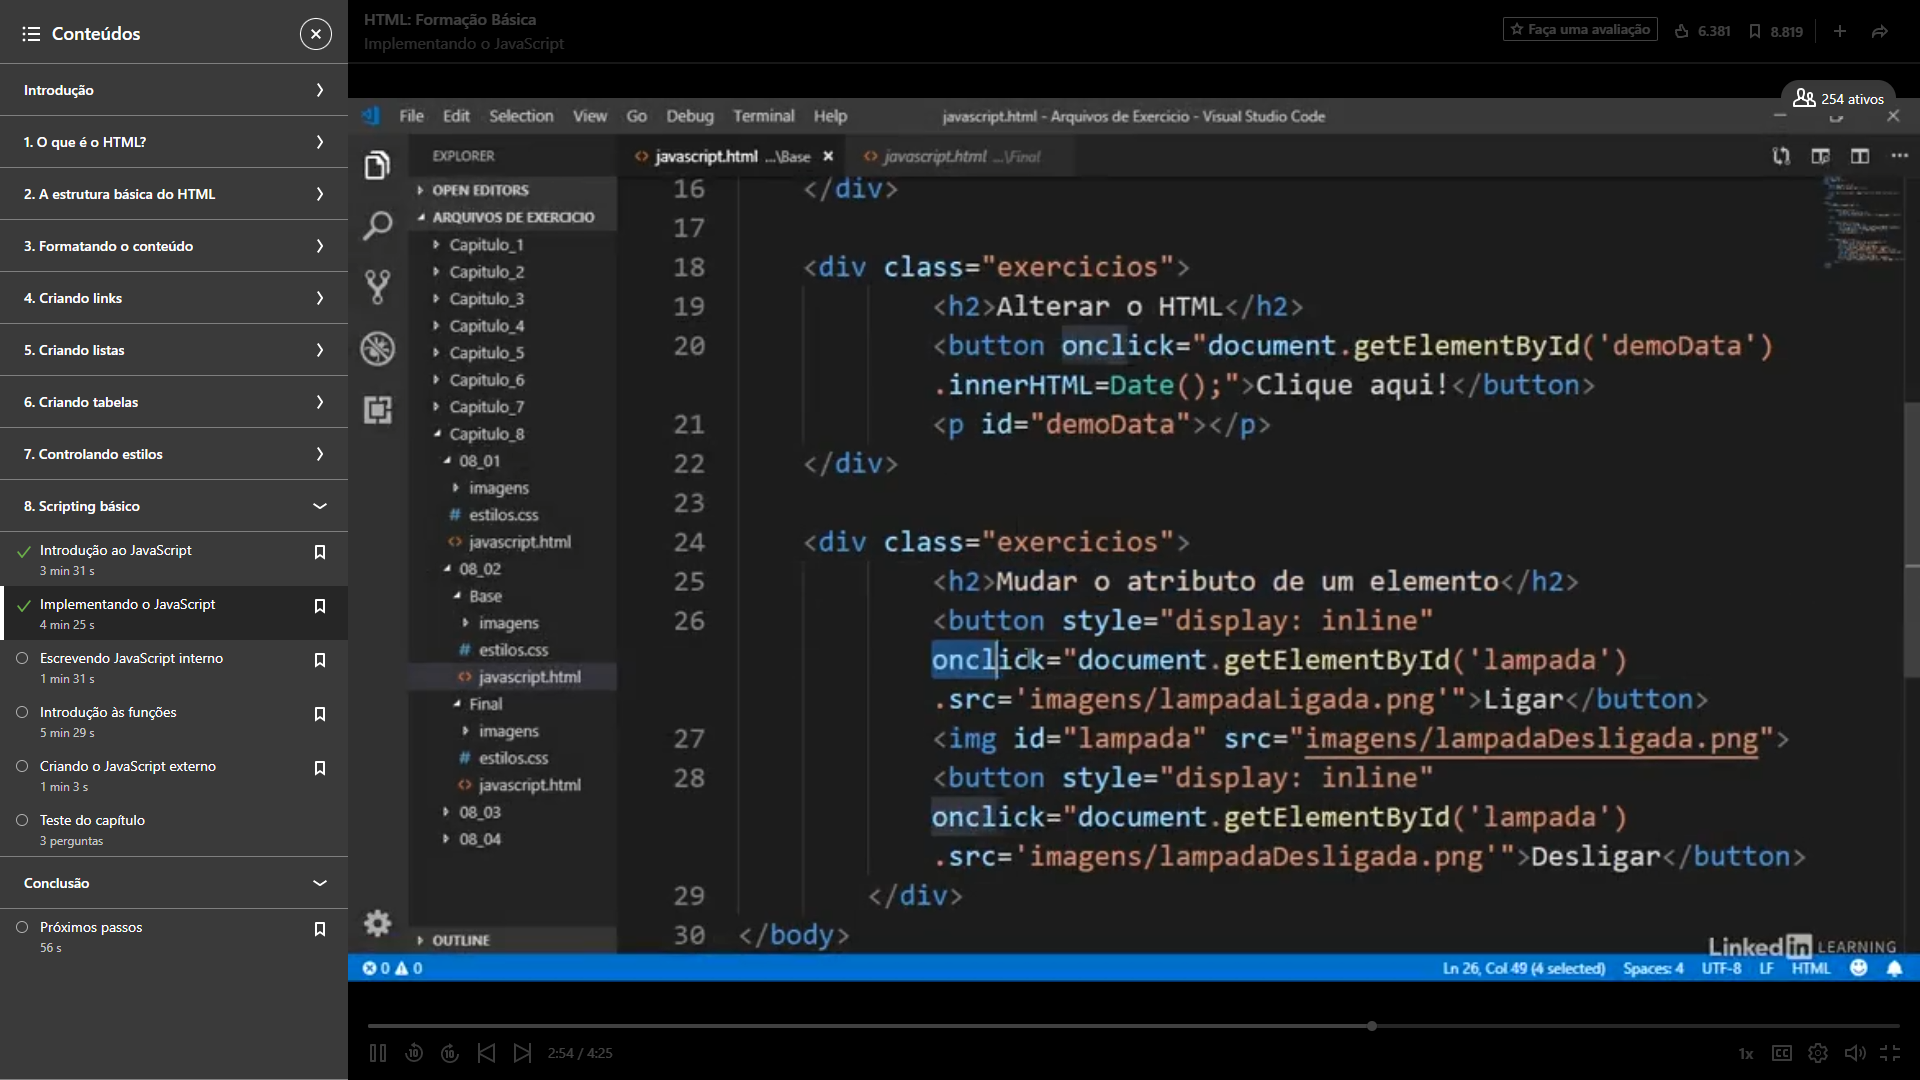 Conteúdos
Introdução
1. O que é o HTML?
2. A estrutura básica do HTML
3. Formatando o conteúdo
4. Criando links
5. Criando listas
6. Criando tabelas
7. Controlando estilos
8. Scripting básico
Introdução ao JavaScript
3 min 31 s
Implementando o JavaScript
4 min 25 s
Escrevendo JavaScript interno
1 min 31 s
Introdução às funções
5 min 29 s
Criando o JavaScript externo
1 min 3 s
Teste do capítulo
3 perguntas
Conclusão
Próximos passos
56 s
HTML: Formação Básica
Implementando o JavaScript
Faça uma avaliação
6.381
8.819
254 ativos
File Edit Selection View Go Debug Terminal Help
javascript.html - Arquivos de Exercicio - Visual Studio Code
EXPLORER
OPEN EDITORS
ARQUIVOS DE EXERCICIO
Capitulo_1
Capitulo_2
Capitulo_3
Capitulo_4
Capitulo_5
Capitulo_6
Capitulo_7
Capitulo_8
08_01
imagens
# estilos.css
<> javascript.html
08_02
Base
imagens
# estilos.css
<> javascript.html
Final
imagens
# estilos.css
<> javascript.html
08_03
08_04
OUTLINE
<> javascript.html ...\Base ×
<> javascript.html ...\Final
16 </div>
17
18 <div class="exercicios">
19 <h2>Alterar o HTML</h2>
20 <button onclick="document.getElementById('demoData')
.innerHTML=Date();">Clique aqui!</button>
21 <p id="demoData"></p>
22 </div>
23
24 <div class="exercicios">
25 <h2>Mudar o atributo de um elemento</h2>
26 <button style="display: inline"
onclick="document.getElementById('lampada')
.src='imagens/lampadaLigada.png'">Ligar</button>
27 <img id="lampada" src="imagens/lampadaDesligada.png">
28 <button style="display: inline"
onclick="document.getElementById('lampada')
.src='imagens/lampadaDesligada.png'">Desligar</button>
29 </div>
30 </body>
Linked in LEARNING
0 0
Ln 26, Col 49 (4 selected) Spaces: 4 UTF-8 LF HTML
10 10 2:54 / 4:25
1x CC